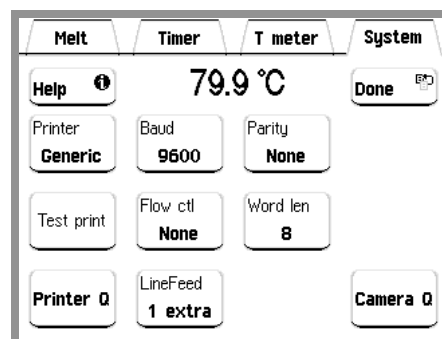 Melt Timer T meter System
Help 79.9 °C Done
Printer Baud Parity
Generic 9600 None
Test print
Flow ctl Word len
None 8
Printer Q
LineFeed
1 extra
Camera Q